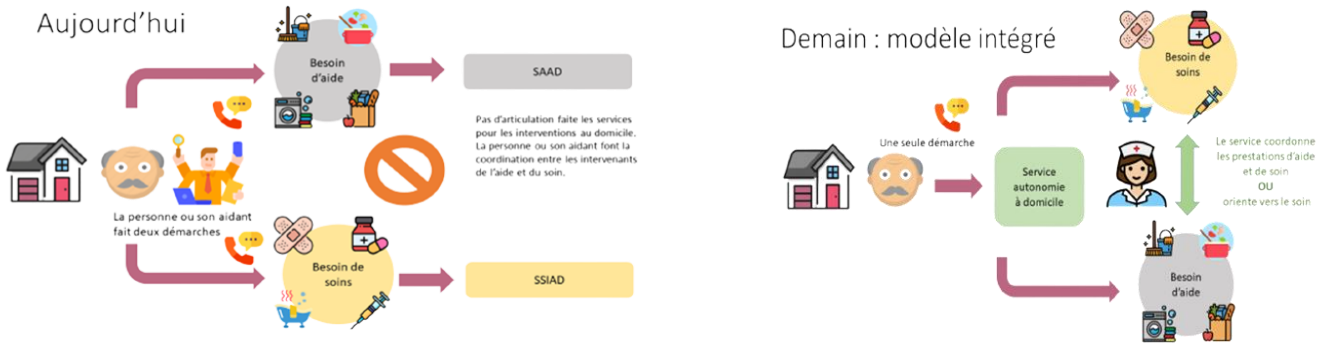 Aujourd'hui
Besoin
d'aide
SAAD
Pas d'articulation faite les services
pour les interventions au domicile.
La personne ou son aidant font la
coordination entre les intervenants
de l'aide et du soin.
La personne ou son aidant
fait deux démarches
Besoin de
soins
SSIAD
Demain : modèle intégré
Besoin de
soins
Une seule démarche
Service
autonomie
à domicile
Le service coordonne
les prestations d'aide
et de soin
OU
oriente vers le soin
Besoin
d'aide